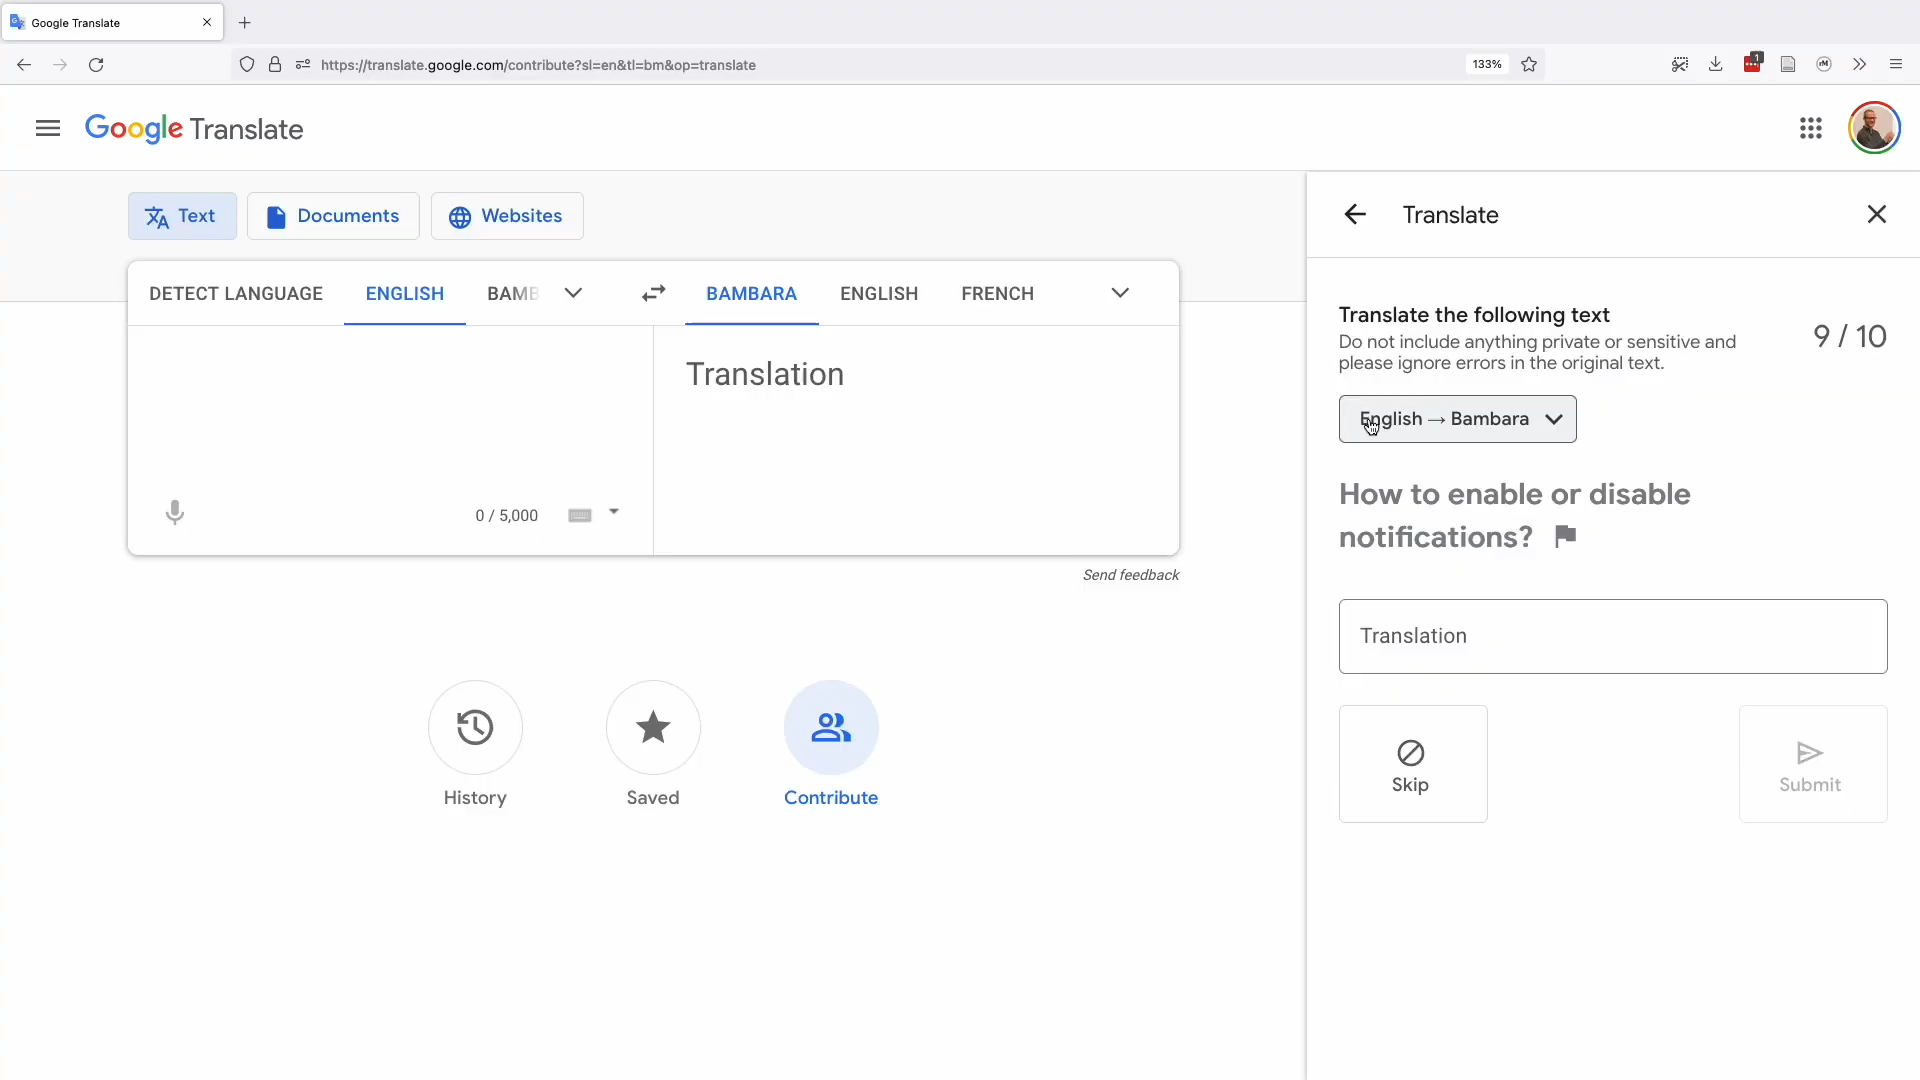 Google Translate
https://translate.google.com/contribute?sl=en&tl=bm&op=translate
133%
1
Google Translate
Text
Documents
Websites
DETECT LANGUAGE
ENGLISH
BAMB
BAMBARA
ENGLISH
FRENCH
Translation
0 / 5,000
Send feedback
History
Saved
Contribute
Translate
Translate the following text
Do not include anything private or sensitive and
please ignore errors in the original text.
9 / 10
English → Bambara
How to enable or disable
notifications?
Translation
Skip
Submit